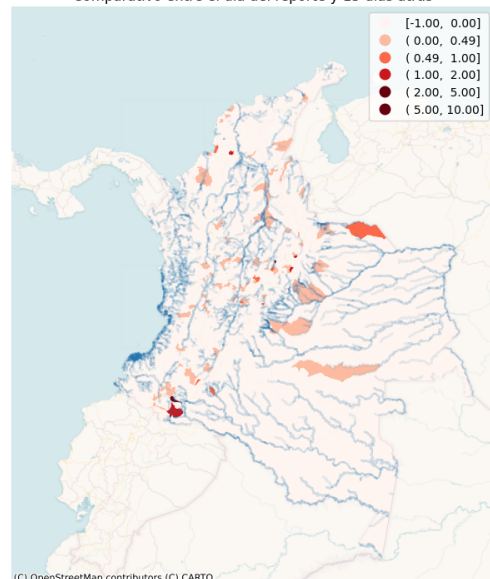 Comparativo entre el día del reporte y 15 días atrás
[-1.00, 0.00]
( 0.00, 0.49]
( 0.49, 1.00]
( 1.00, 2.00]
( 2.00, 5.00]
( 5.00, 10.00]
(C) OpenStreetMap contributors (C) CARTO